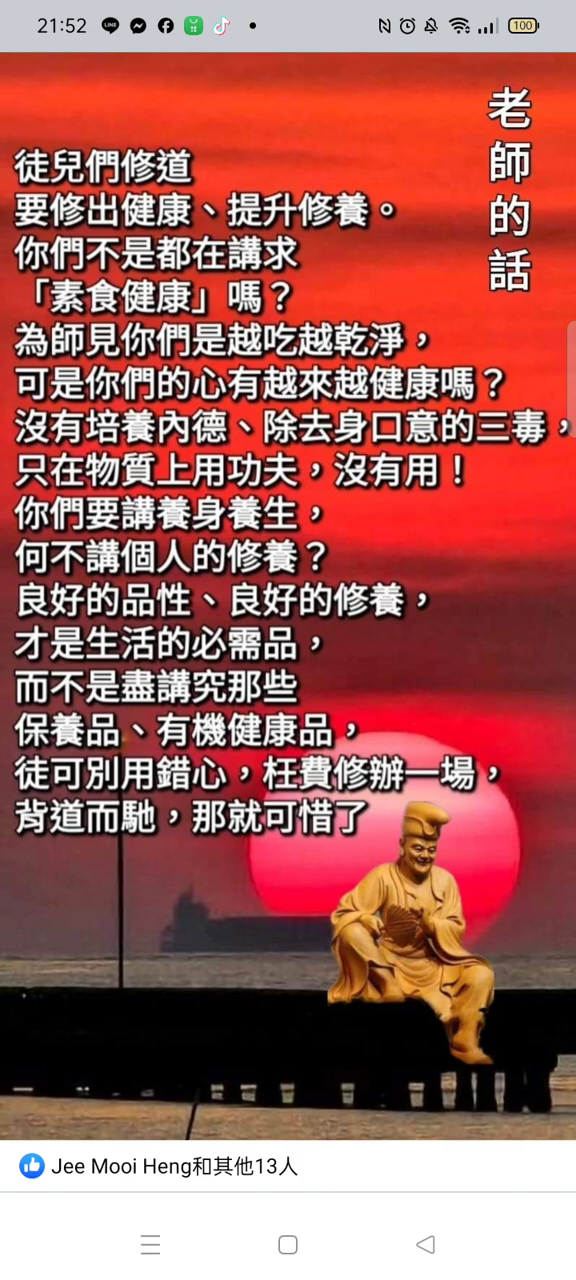 21:52
100
老師的話
徒兒們修道
要修出健康、提升修養。
你們不是都在講求
「素食健康」嗎？
為師見你們是越吃越乾淨，
可是你們的心有越來越健康嗎？
沒有培養內德、除去身口意的三毒，
只在物質上用功夫，沒有用！
你們要講養身養生，
何不講個人的修養？
良好的品性、良好的修養，
才是生活的必需品，
而不是盡講究那些
保養品、有機健康品，
徒可別用錯心，枉費修辦一場，
背道而馳，那就可惜了
Jee Mooi Heng和其他13人